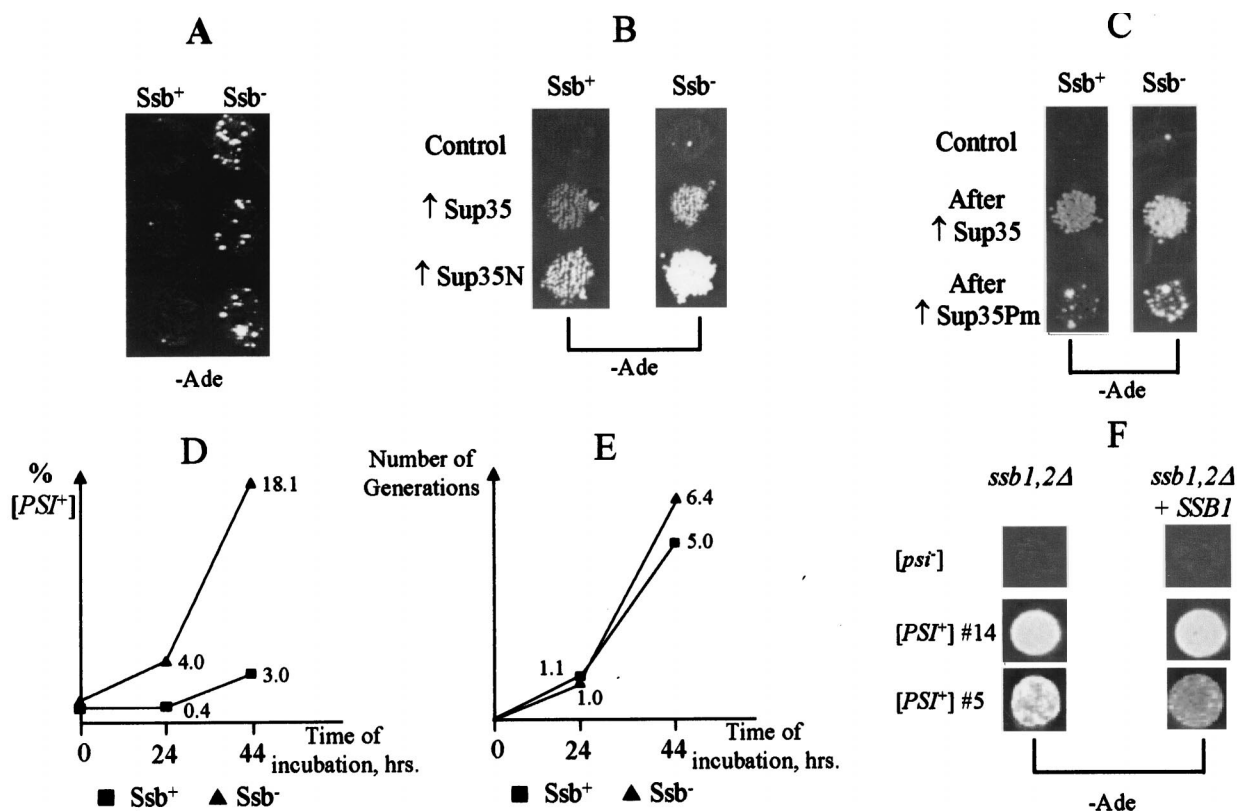 A
Ssb⁺ Ssb⁻
-Ade
B
Ssb⁺ Ssb⁻
Control
↑ Sup35
↑ Sup35N
-Ade
C
Ssb⁺ Ssb⁻
Control
After
↑ Sup35
After
↑ Sup35Pm
-Ade
D
%
[PSI⁺]
18.1
4.0
3.0
0.4
0 24 44
Time of
incubation, hrs.
■ Ssb⁺ ▲ Ssb⁻
E
Number of
Generations
6.4
5.0
1.1
1.0
0 24 44
Time of
incubation, hrs.
■ Ssb⁺ ▲ Ssb⁻
F
ssb1,2Δ ssb1,2Δ
+ SSB1
[psi⁻]
[PSI⁺] #14
[PSI⁺] #5
-Ade